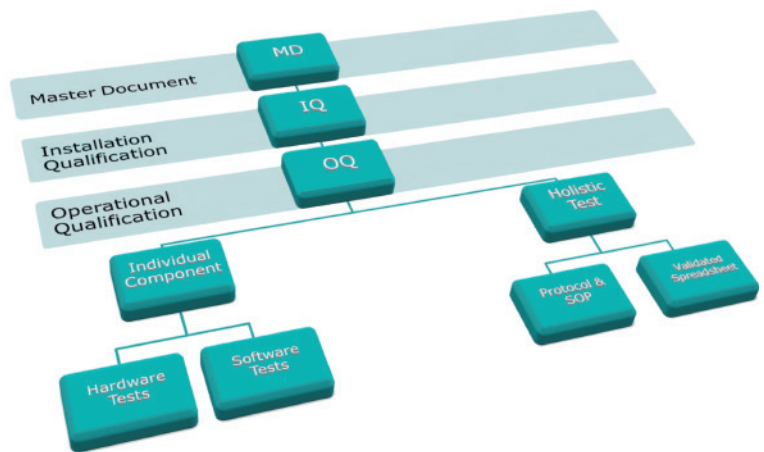 MD
Master Document
IQ
Installation
Qualification
OQ
Operational
Qualification
Holistic
Test
Individual
Component
Protocol &
SOP
Validated
Spreadsheet
Hardware
Tests
Software
Tests